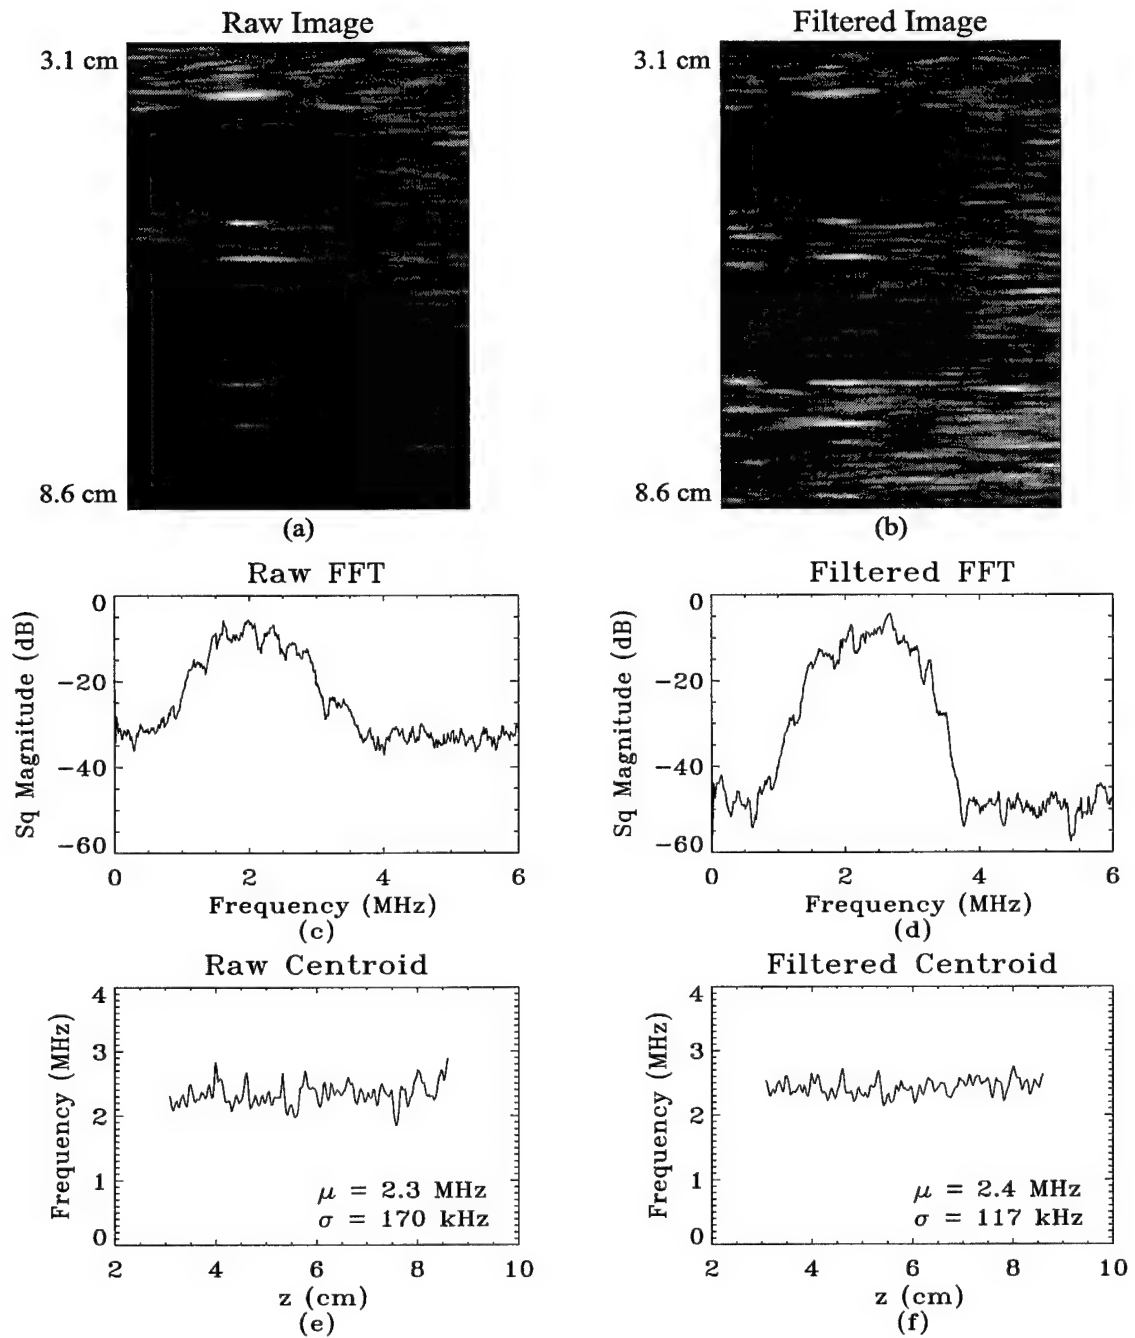 Raw Image
Filtered Image
3.1 cm
3.1 cm
8.6 cm
8.6 cm
(a)
(b)
Raw FFT
Filtered FFT
Sq Magnitude (dB)
0
−20
−40
−60
0 2 4 6
Frequency (MHz)
(c)
Sq Magnitude (dB)
0
−20
−40
−60
0 2 4 6
Frequency (MHz)
(d)
Raw Centroid
Filtered Centroid
Frequency (MHz)
4
3
2
1
0
μ = 2.3 MHz
σ = 170 kHz
2 4 6 8 10
z (cm)
(e)
Frequency (MHz)
4
3
2
1
0
μ = 2.4 MHz
σ = 117 kHz
2 4 6 8 10
z (cm)
(f)